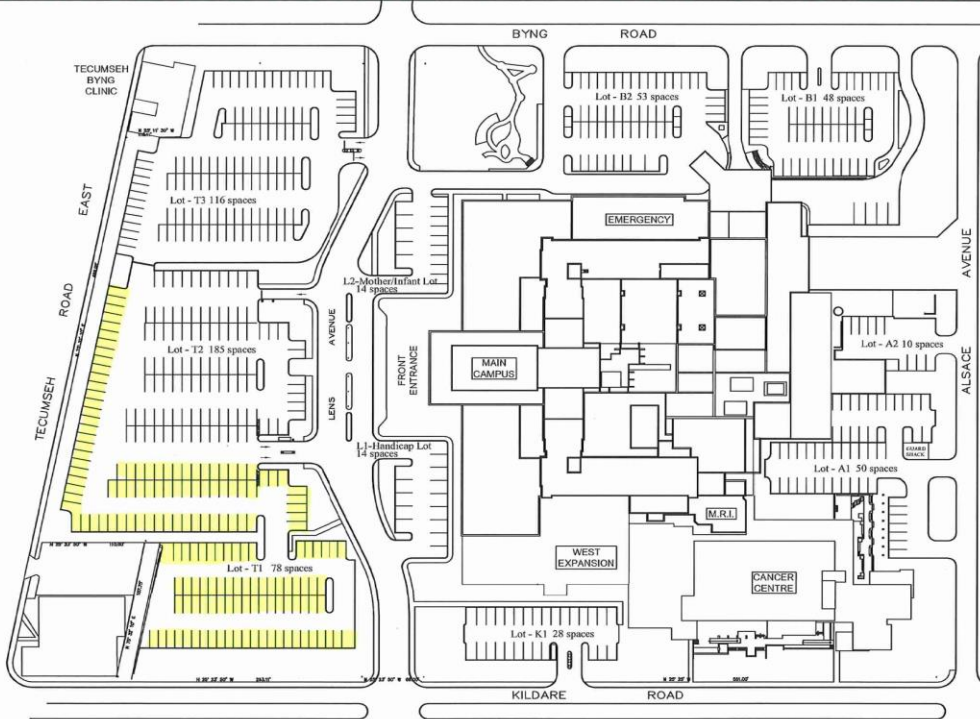 BYNG ROAD
TECUMSEH
BYNG
CLINIC
Lot - B2 53 spaces
Lot - B1 48 spaces
EAST
Lot - T3 116 spaces
EMERGENCY
AVENUE
L2-Mother/Infant Lot
14 spaces
ROAD
AVENUE
Lot - T2 185 spaces
FRONT
ENTRANCE
MAIN
CAMPUS
Lot - A2 10 spaces
ALSACE
TECUMSEH
LENS
L1-Handicap Lot
14 spaces
GUARD
SHACK
Lot - A1 50 spaces
M.R.I.
WEST
EXPANSION
Lot - T1 78 spaces
CANCER
CENTRE
Lot - K1 28 spaces
KILDARE ROAD